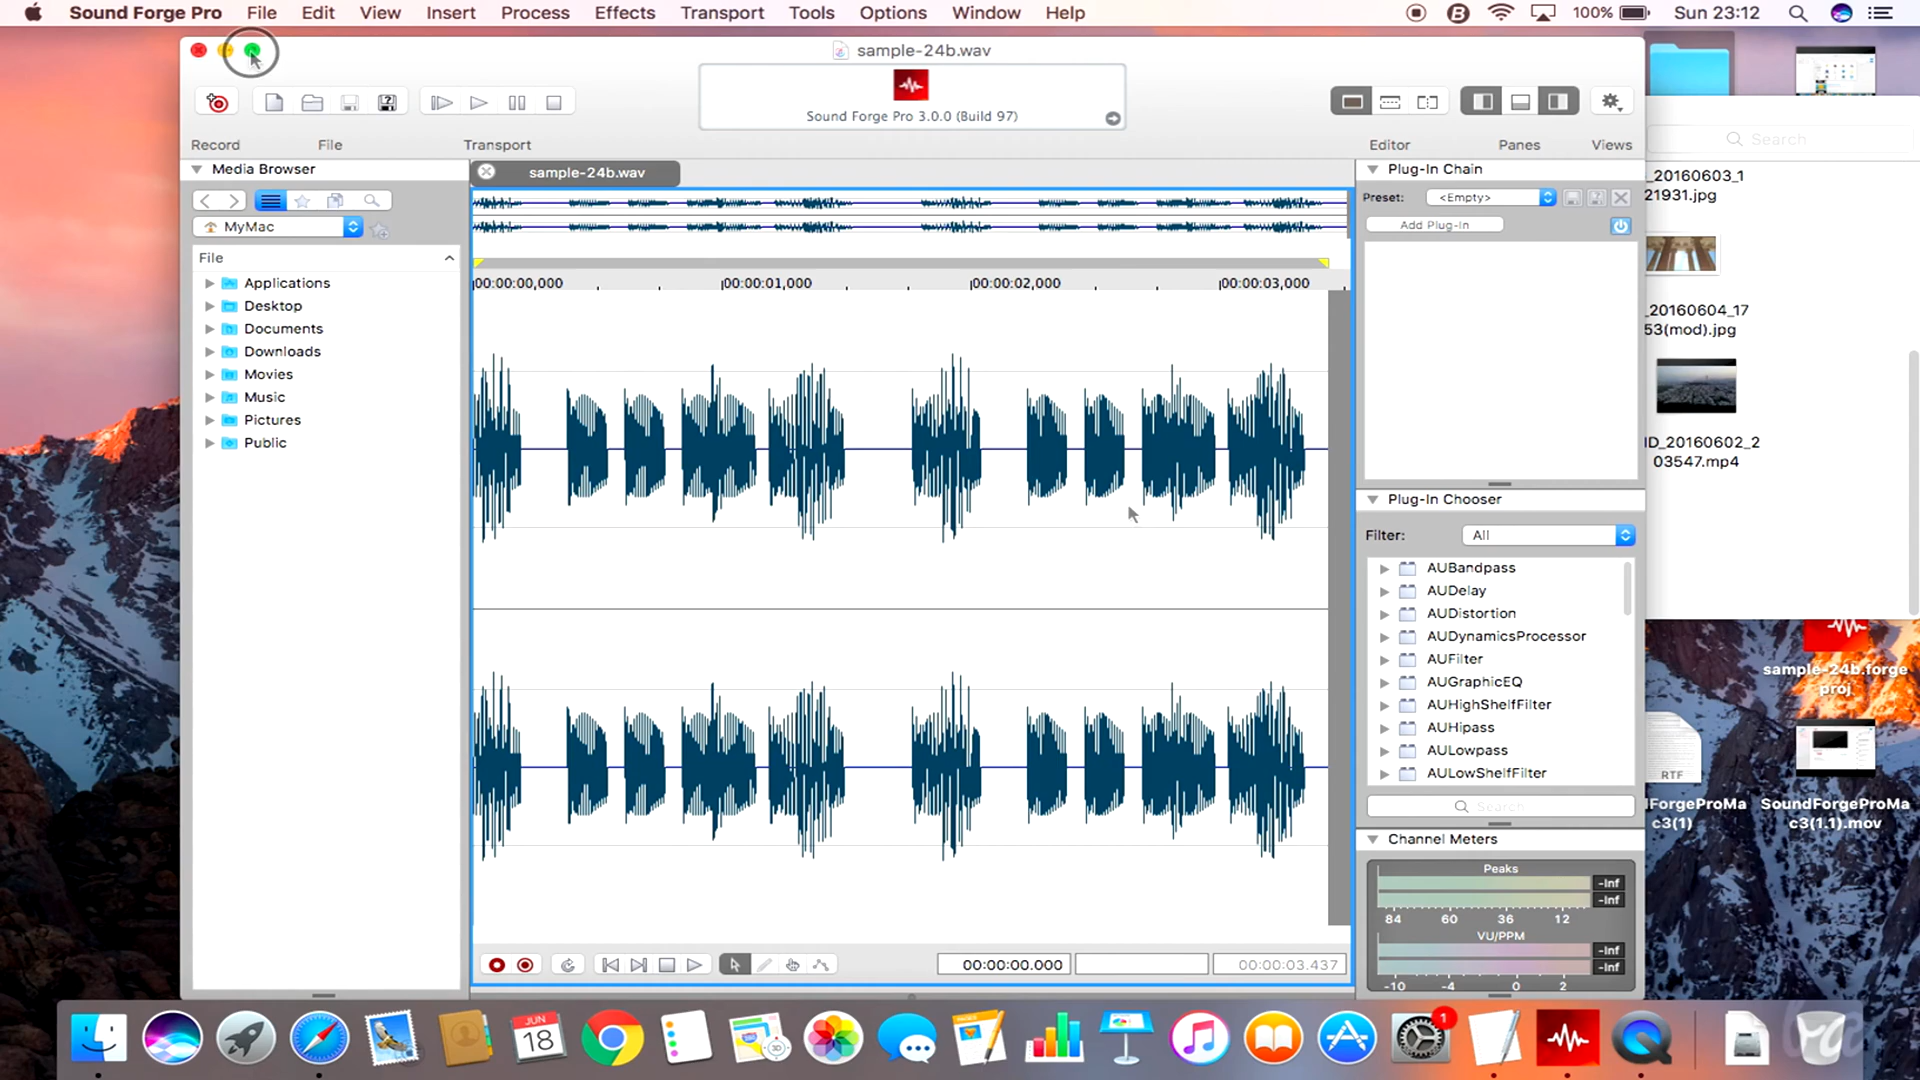 Sound Forge Pro File Edit View Insert Process Effects Transport Tools Options Window Help
100% Sun 23:12
sample-24b.wav
Sound Forge Pro 3.0.0 (Build 97)
Record File Transport Editor Panes Views
Search
Media Browser
MyMac
File
Applications
Desktop
Documents
Downloads
Movies
Music
Pictures
Public
sample-24b.wav
00:00:00,000 00:00:01,000 00:00:02,000 00:00:03,000
00:00:00.000 00:00:03.437
Plug-In Chain
Preset: <Empty>
Add Plug-In
Plug-In Chooser
Filter: All
AUBandpass
AUDelay
AUDistortion
AUDynamicsProcessor
AUFilter
AUGraphicEQ
AUHighShelfFilter
AUHipass
AULowpass
AULowShelfFilter
Search
Channel Meters
Peaks
-Inf
-Inf
84 60 36 12
VU/PPM
-Inf
-Inf
-10 -4 0 2
_20160603_1
21931.jpg
_20160604_17
53(mod).jpg
ID_20160602_2
03547.mp4
sample-24b.forge
proj
RTF
ForgeProMa
c3(1)
SoundForgeProMa
c3(1.1).mov
JUN
18
3D
1